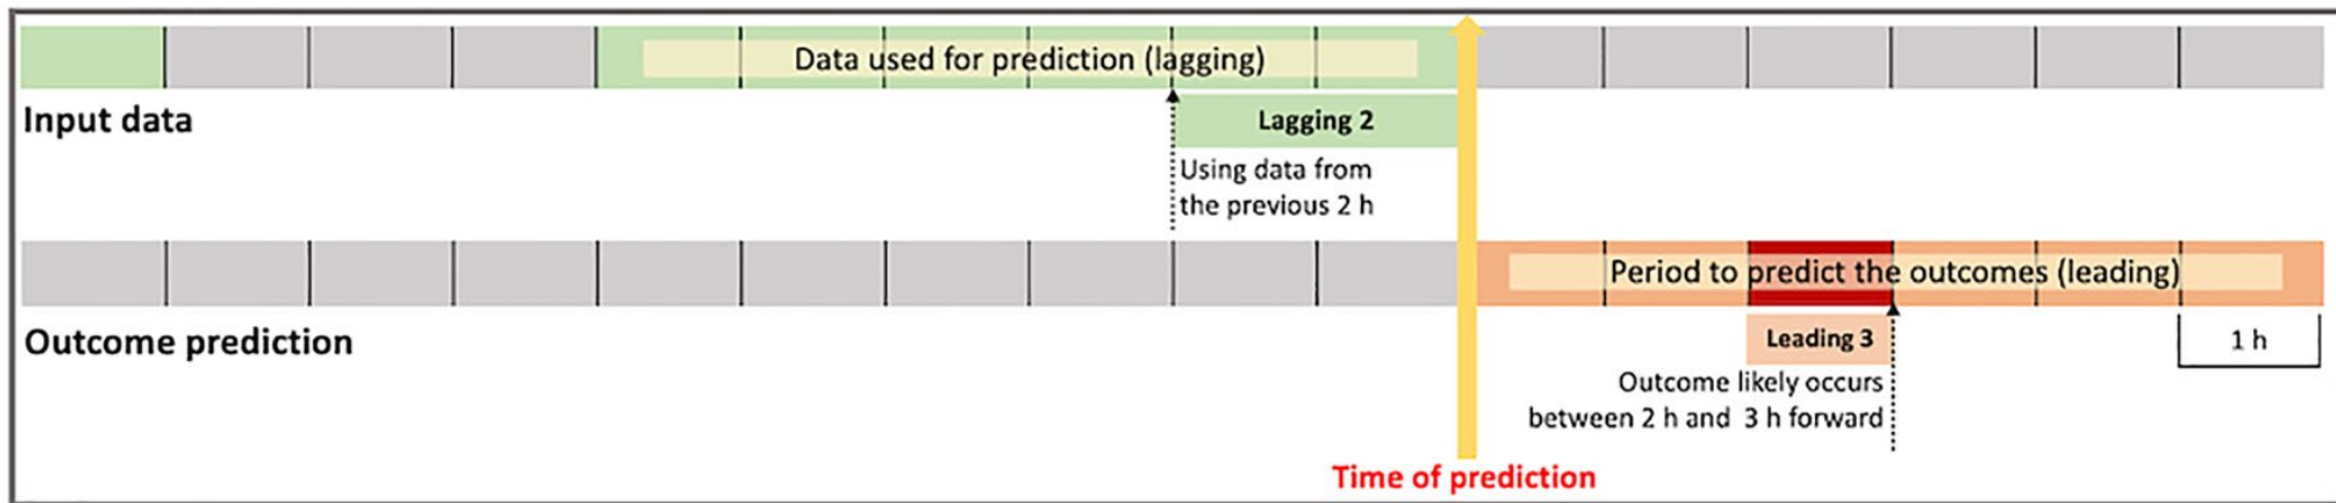 Data used for prediction (lagging)
Input data
Lagging 2
Using data from
the previous 2 h
Period to predict the outcomes (leading)
Outcome prediction
Leading 3
1 h
Outcome likely occurs
between 2 h and 3 h forward
Time of prediction